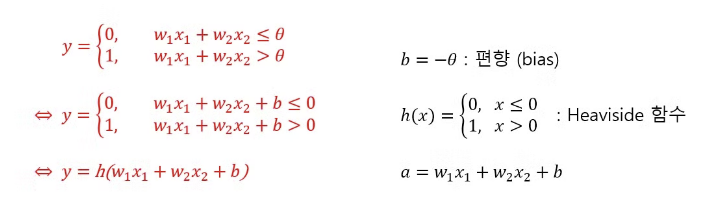 y = {0, w₁x₁ + w₂x₂ ≤ θ
1, w₁x₁ + w₂x₂ > θ
⇔ y = {0, w₁x₁ + w₂x₂ + b ≤ 0
1, w₁x₁ + w₂x₂ + b > 0
⇔ y = h(w₁x₁ + w₂x₂ + b)
b = −θ : 편향 (bias)
h(x) = {0, x ≤ 0
1, x > 0 : Heaviside 함수
a = w₁x₁ + w₂x₂ + b